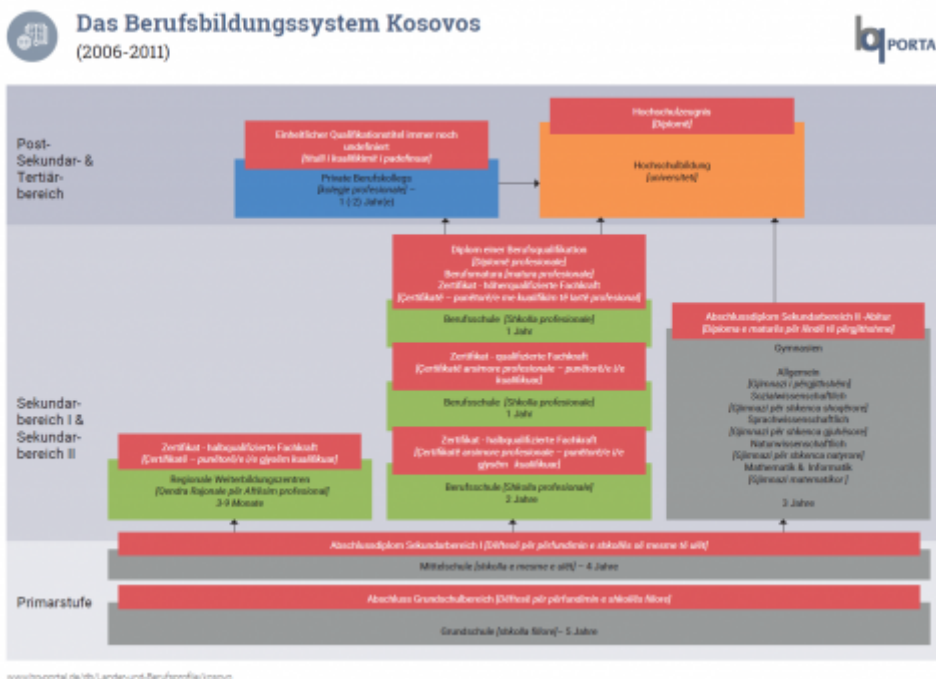 Das Berufsbildungssystem Kosovos
(2006-2011)
bq PORTA
Post-
Sekundar- &
Tertiär-
bereich
Einheitlicher Qualifikationstitel immer noch
undefiniert
[titulli i kualifikimit i padefinuar]
Private Berufskollegs
[kolegje profesionale] –
1 (-2) Jahr(e)
Hochschulzeugnis
[Diplomë]
Hochschulbildung
[universiteti]
Sekundar-
bereich I &
Sekundar-
bereich II
Diplom einer Berufsqualifikation
[Diplomë profesionale]
Berufsmatura [matura profesionale]
Zertifikat - höherqualifizierte Fachkraft
[Çertifikatë – punëtor/e me kualifikim të lartë profesional]
Berufsschule [Shkolla profesionale]
1 Jahr
Zertifikat - qualifizierte Fachkraft
[Çertifikatë arsimore profesionale – punëtor/e i/e
kualifikuar]
Berufsschule [Shkolla profesionale]
1 Jahr
Zertifikat - halbqualifizierte Fachkraft
[Çertifikatë arsimore profesionale – punëtor/e i/e
gjysëm kualifikuar]
Berufsschule [Shkolla profesionale]
2 Jahre
Zertifikat - halbqualifizierte Fachkraft
[Çertifikatë – punëtor/e i/e gjysëm kualifikuar]
Regionale Weiterbildungszentren
[Qendra Rajonale për Aftësim profesional]
3-9 Monate
Abschlussdiplom Sekundarbereich II -Abitur
[Diploma e maturës për lëndë të përgjithshme]
Gymnasien
Allgemein
[Gjimnazi i përgjithshëm]
Sozialwissenschaftlich
[Gjimnazi për shkenca shoqërore]
Sprachwissenschaftlich
[Gjimnazi për shkenca gjuhësore]
Naturwissenschaftlich
[Gjimnazi për shkenca natyrore]
Mathematik & Informatik
[Gjimnazi matematikor]
3 Jahre
Abschlussdiplom Sekundarbereich I [Dëftesë për përfundimin e shkollës së mesme të ulët]
Mittelschule [shkolla e mesme e ulët] – 4 Jahre
Primarstufe
Abschluss Grundschulbereich [Dëftesë për përfundimin e shkollës fillore]
Grundschule [shkolla fillore]– 5 Jahre